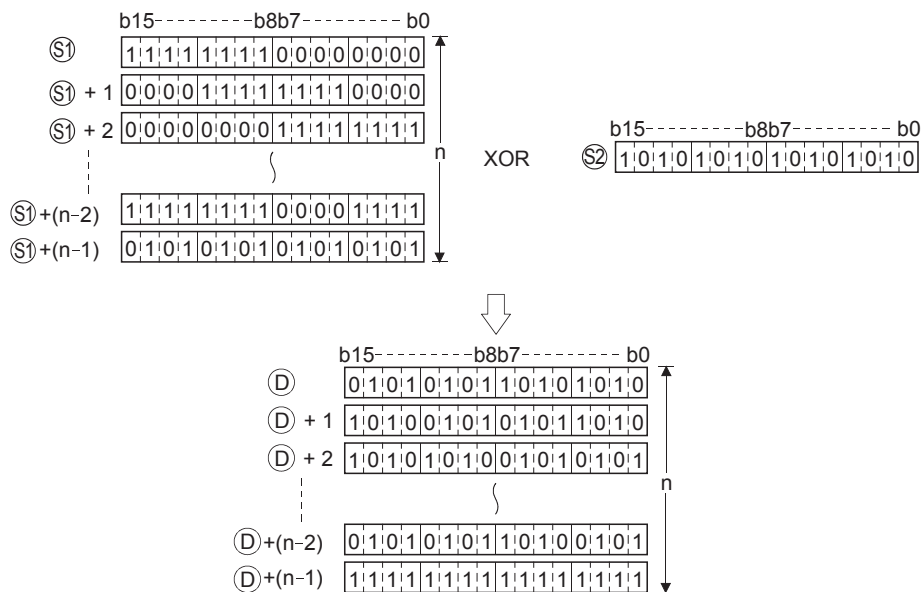 b15---------b8b7---------b0
S1 1111111100000000
S1 + 1 0000111111110000
S1 + 2 0000000011111111
n
XOR
b15---------b8b7---------b0
S2 1010101010101010
S1 +(n-2) 1111111100001111
S1 +(n-1) 0101010101010101
b15---------b8b7---------b0
D 0101010110101010
D + 1 1010010101011010
D + 2 1010101001010101
n
D +(n-2) 0101010110100101
D +(n-1) 1111111111111111